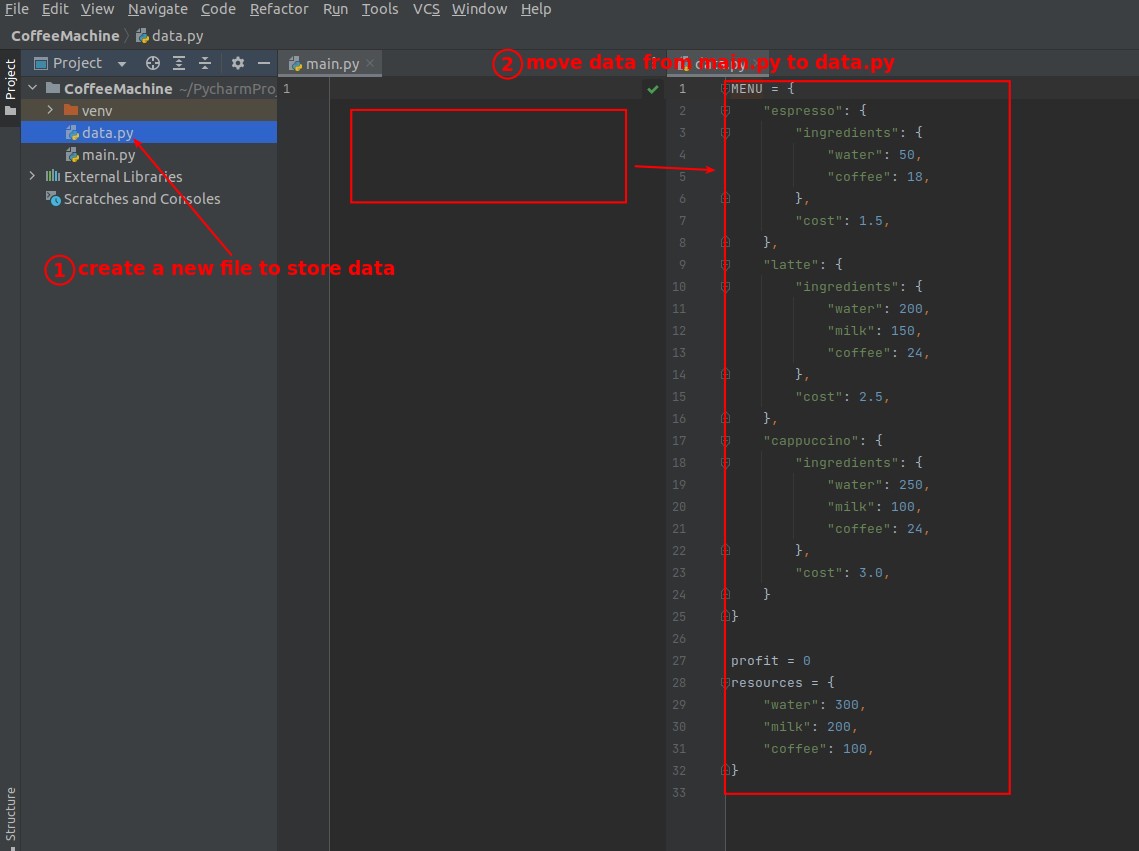 File Edit View Navigate Code Refactor Run Tools VCS Window Help
CoffeeMachine data.py
Project
Project
CoffeeMachine ~/PycharmPro
venv
data.py
main.py
External Libraries
Scratches and Consoles
① create a new file to store data
Structure
main.py
② move data from main.py to data.py
1
1 MENU = {
2 "espresso": {
3 "ingredients": {
4 "water": 50,
5 "coffee": 18,
6 },
7 "cost": 1.5,
8 },
9 "latte": {
10 "ingredients": {
11 "water": 200,
12 "milk": 150,
13 "coffee": 24,
14 },
15 "cost": 2.5,
16 },
17 "cappuccino": {
18 "ingredients": {
19 "water": 250,
20 "milk": 100,
21 "coffee": 24,
22 },
23 "cost": 3.0,
24 }
25 }
26
27 profit = 0
28 resources = {
29 "water": 300,
30 "milk": 200,
31 "coffee": 100,
32 }
33